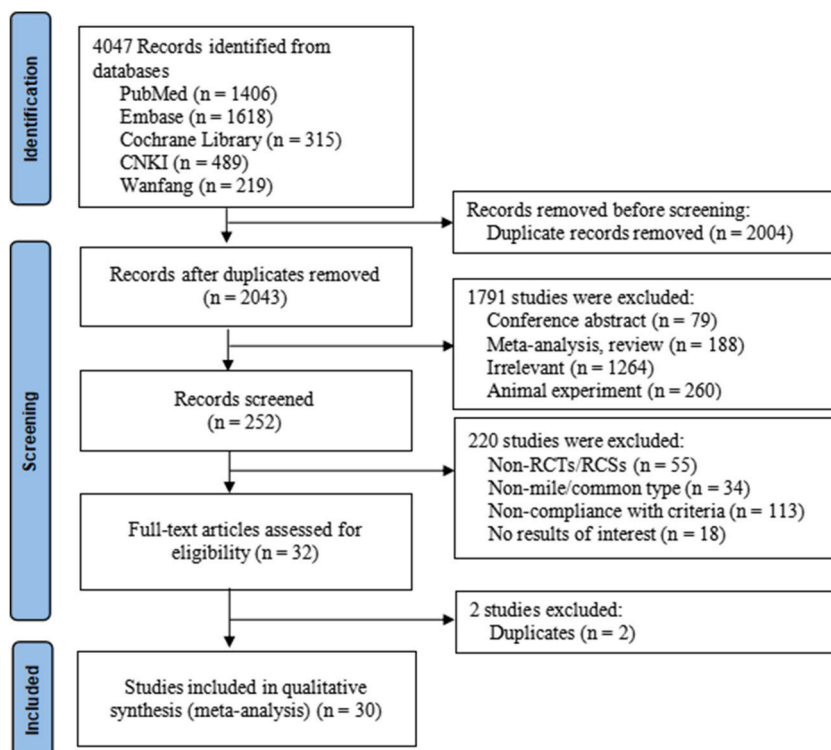 Identification
4047 Records identified from
databases
PubMed (n = 1406)
Embase (n = 1618)
Cochrane Library (n = 315)
CNKI (n = 489)
Wanfang (n = 219)
Records removed before screening:
Duplicate records removed (n = 2004)
Screening
Records after duplicates removed
(n = 2043)
1791 studies were excluded:
Conference abstract (n = 79)
Meta-analysis, review (n = 188)
Irrelevant (n = 1264)
Animal experiment (n = 260)
Records screened
(n = 252)
220 studies were excluded:
Non-RCTs/RCSs (n = 55)
Non-mile/common type (n = 34)
Non-compliance with criteria (n = 113)
No results of interest (n = 18)
Full-text articles assessed for
eligibility (n = 32)
2 studies excluded:
Duplicates (n = 2)
Included
Studies included in qualitative
synthesis (meta-analysis) (n = 30)